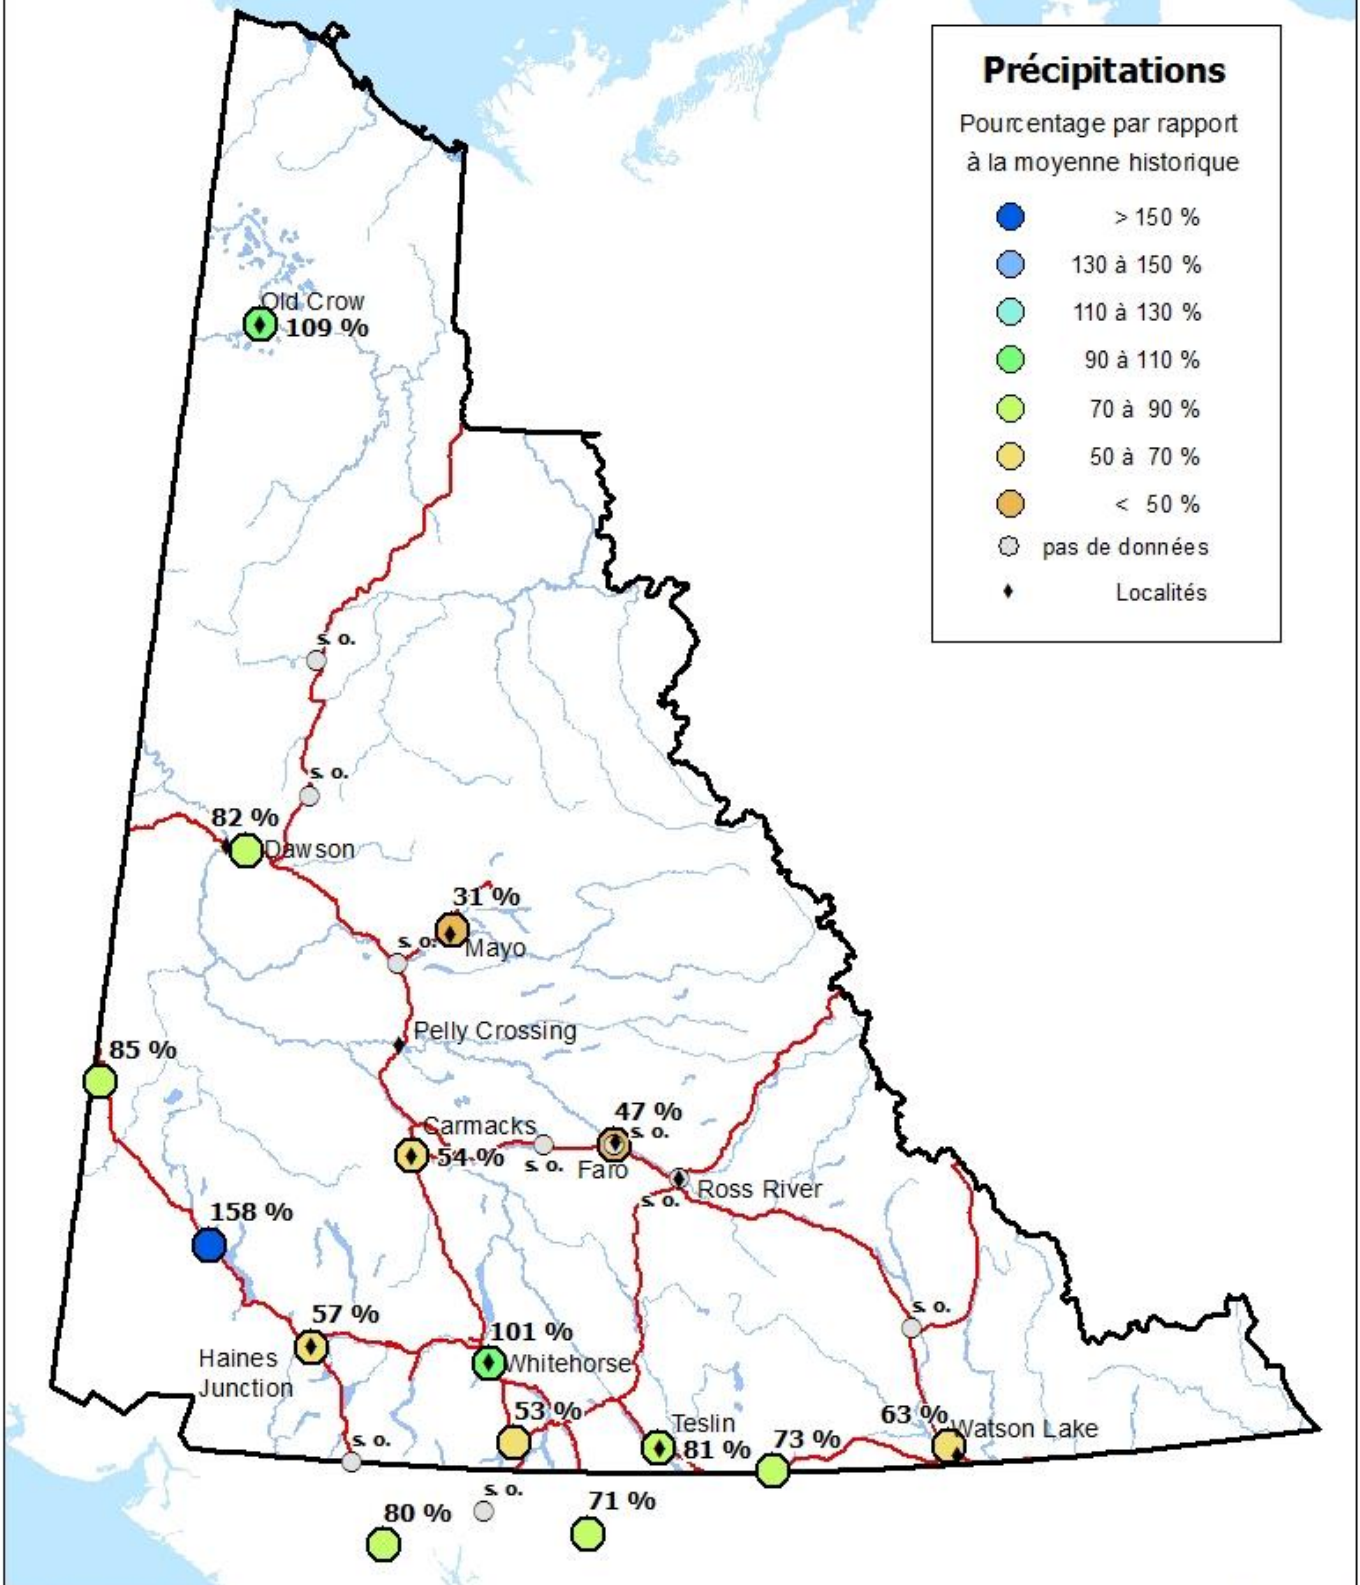 Précipitations
Pourcentage par rapport
à la moyenne historique
> 150 %
130 à 150 %
110 à 130 %
90 à 110 %
70 à 90 %
50 à 70 %
< 50 %
pas de données
Localités
Old Crow
109 %
s. o.
s. o.
82 %
Dawson
31 %
s. o.
Mayo
Pelly Crossing
85 %
47 %
Carmacks
s. o.
54 %
s. o.
Faro
Ross River
s. o.
158 %
s. o.
57 %
101 %
Haines
Junction
Whitehorse
53 %
63 %
Teslin
Watson Lake
s. o.
81 %
73 %
s. o.
80 %
71 %